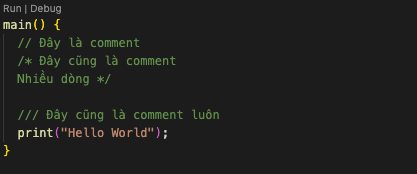 Run | Debug
main() {
// Đây là comment
/* Đây cũng là comment
Nhiều dòng */
/// Đây cũng là comment luôn
print("Hello World");
}